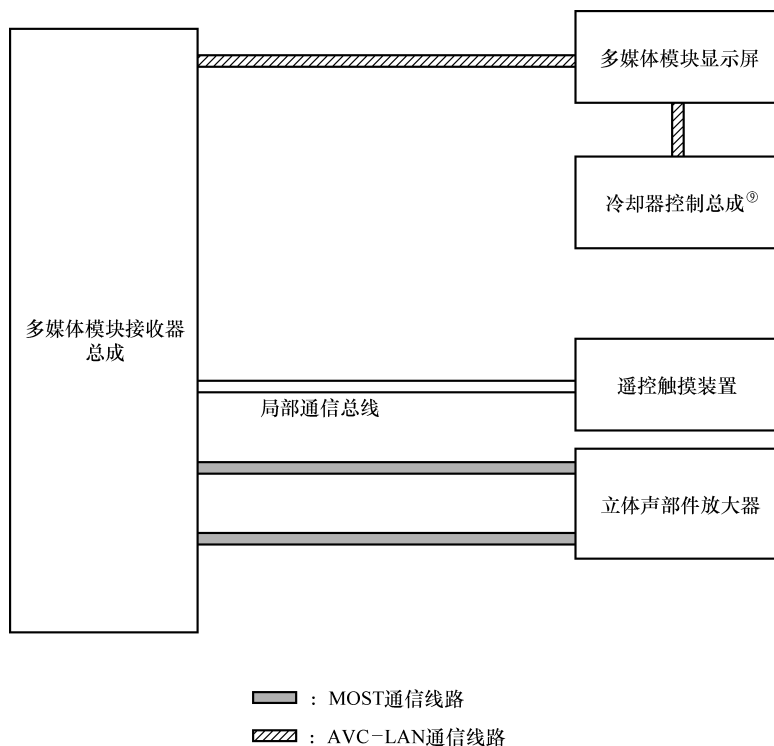 多媒体模块显示屏
冷却器控制总成⑨
多媒体模块接收器
总成
遥控触摸装置
局部通信总线
立体声部件放大器
：MOST通信线路
：AVC-LAN通信线路